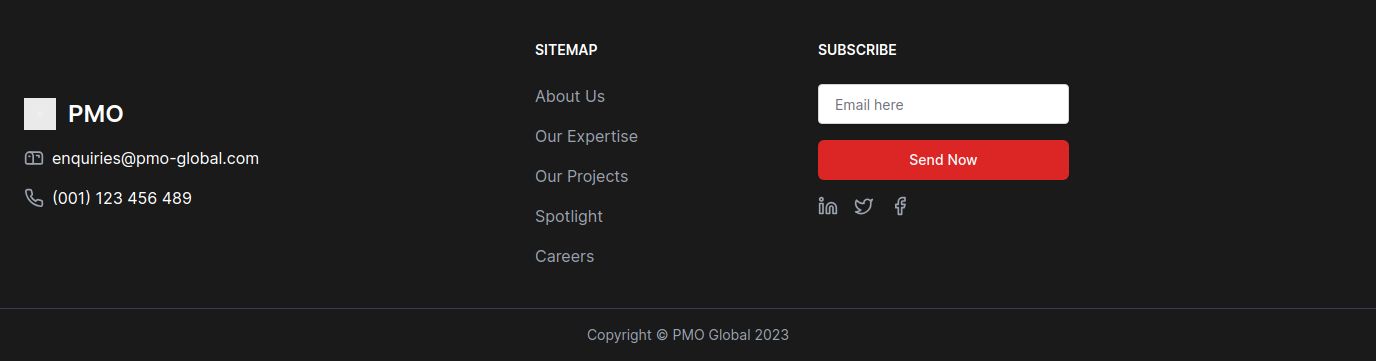 PMO
enquiries@pmo-global.com
(001) 123 456 489
SITEMAP
About Us
Our Expertise
Our Projects
Spotlight
Careers
SUBSCRIBE
Email here
Send Now
Copyright © PMO Global 2023